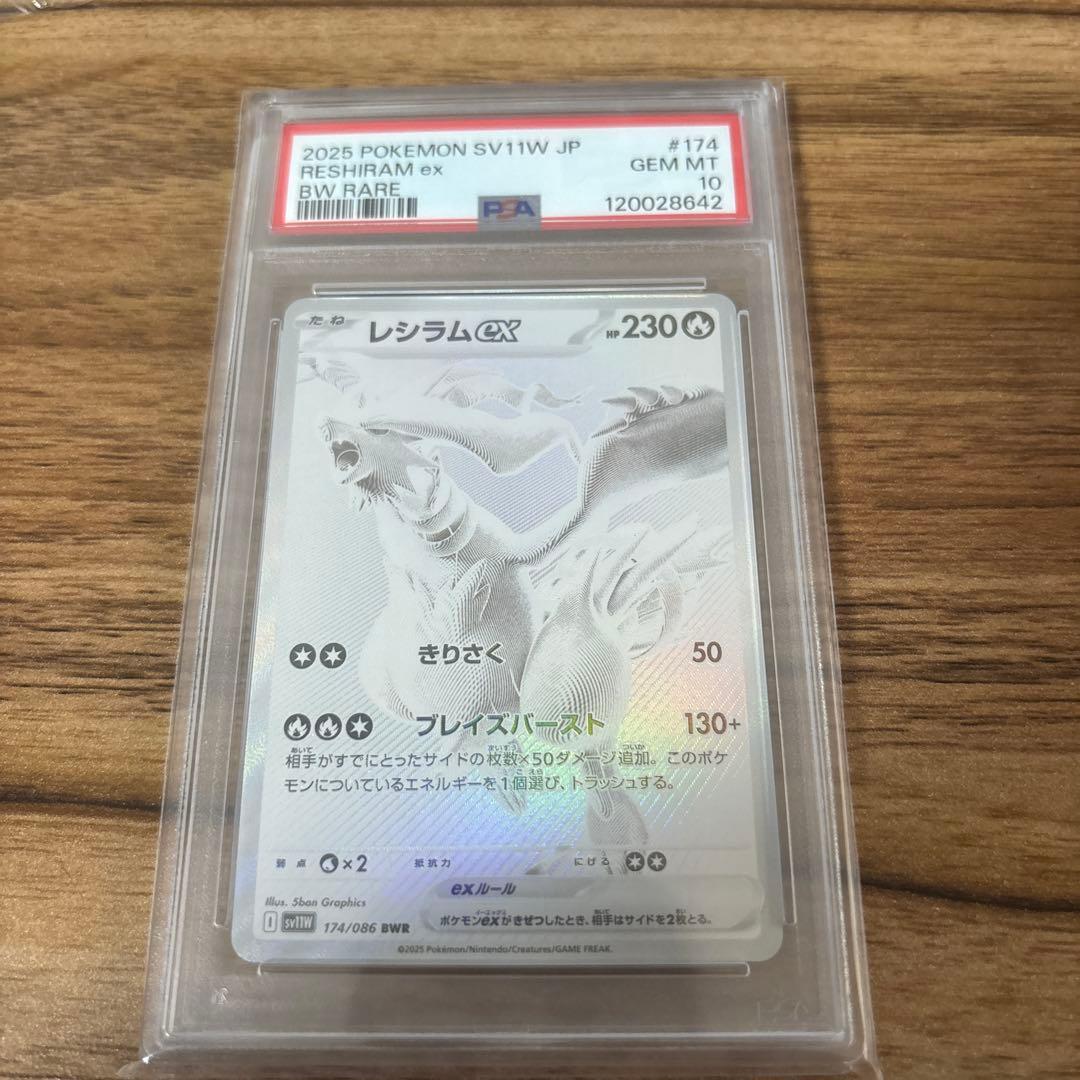 2025 POKEMON SV11W JP #174
RESHIRAM ex GEM MT
BW RARE 10
PSA 120028642
たね レシラムex HP 230
きりさく 50
ブレイズバースト 130+
相手がすでにとったサイドの枚数×50ダメージ追加。このポケ
モンについているエネルギーを1個選び、トラッシュする。
弱点 ×2 抵抗力 にげる
exルール
ポケモンexがきぜつしたとき、相手はサイドを2枚とる。
Illus. 5ban Graphics
I SV11W 174/086 BWR
©2025 Pokémon/Nintendo/Creatures/GAME FREAK.